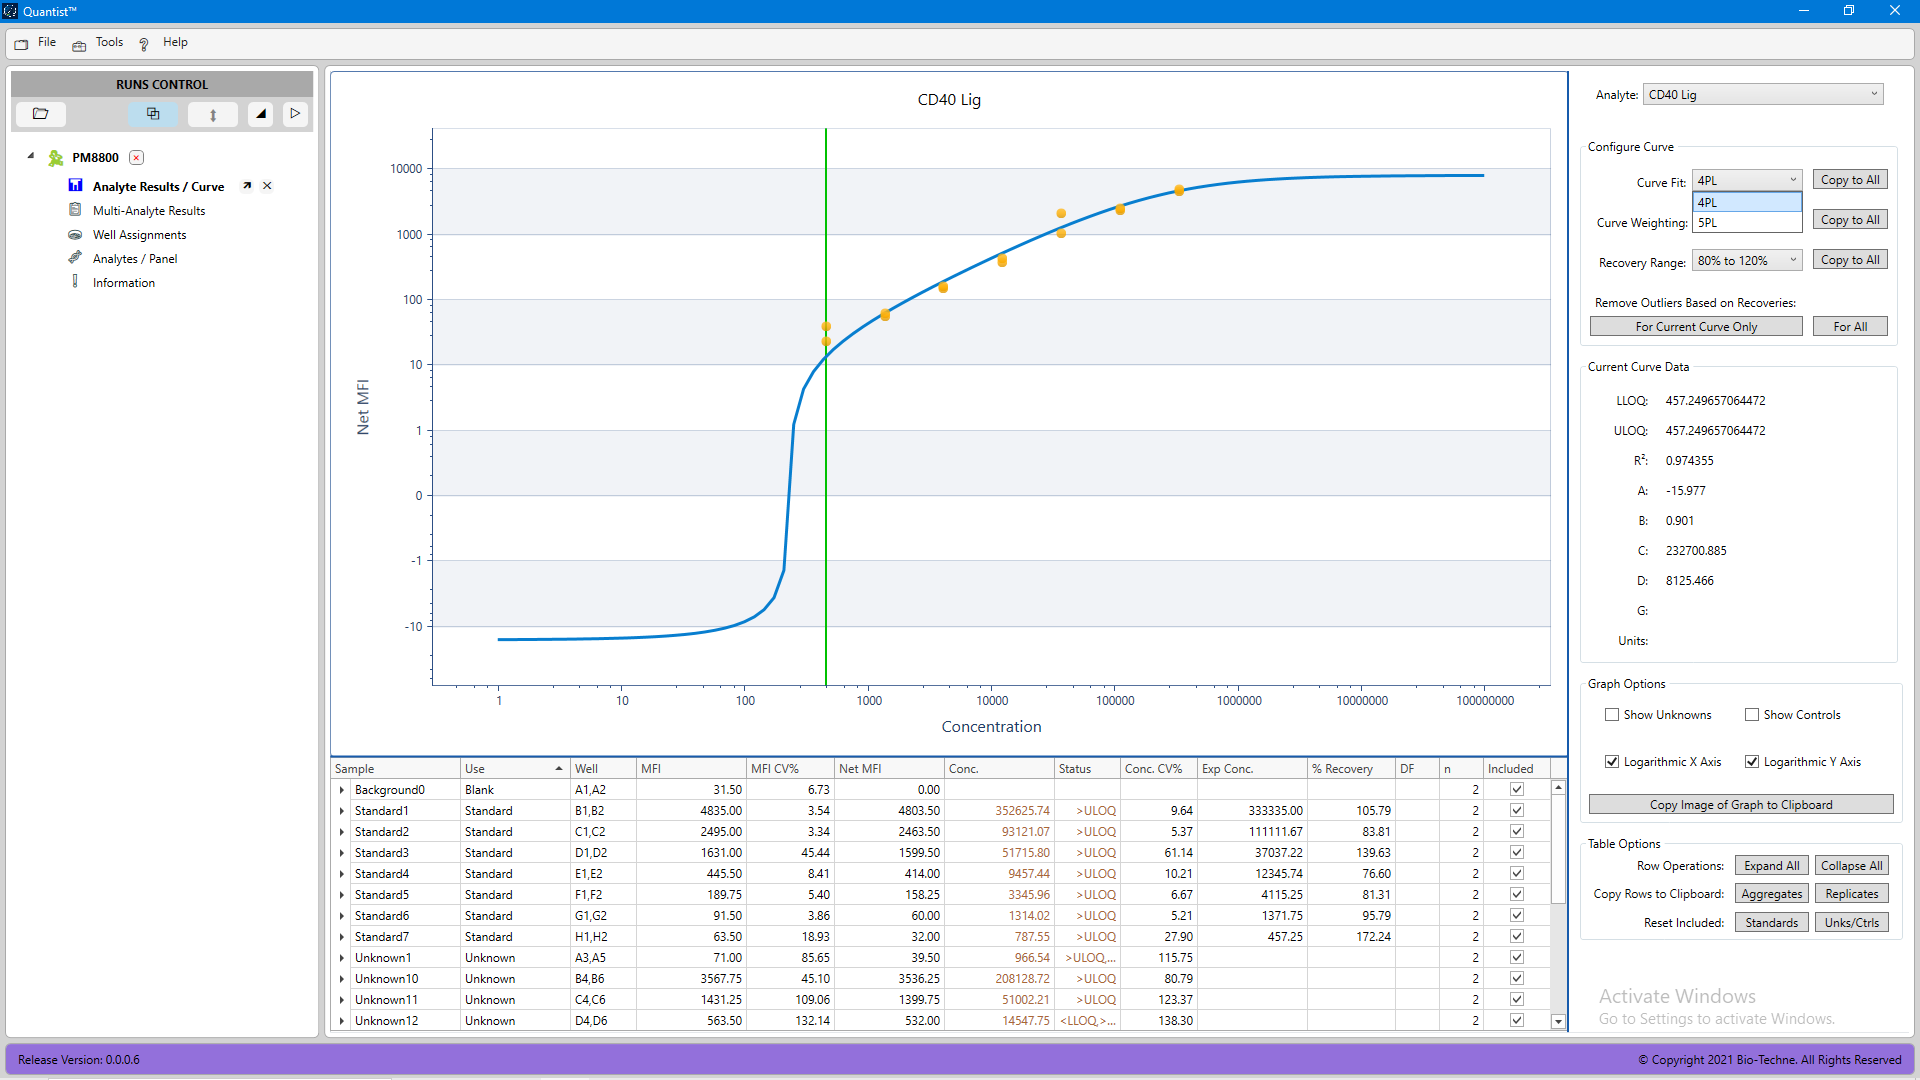 Quantist™
File Tools Help
RUNS CONTROL
PM8800
Analyte Results / Curve
Multi-Analyte Results
Well Assignments
Analytes / Panel
Information
CD40 Lig
10000
1000
100
10
1
0
-1
-10
Net MFI
1 10 100 1000 10000 100000 1000000 10000000 100000000
Concentration
Analyte: CD40 Lig
Configure Curve
Curve Fit: 4PL Copy to All
4PL
5PL
Curve Weighting: Copy to All
Recovery Range: 80% to 120% Copy to All
Remove Outliers Based on Recoveries:
For Current Curve Only For All
Current Curve Data
LLOQ: 457.249657064472
ULOQ: 457.249657064472
R²: 0.974355
A: -15.977
B: 0.901
C: 232700.885
D: 8125.466
G:
Units:
Graph Options
Show Unknowns Show Controls
Logarithmic X Axis Logarithmic Y Axis
Copy Image of Graph to Clipboard
Table Options
Row Operations: Expand All Collapse All
Copy Rows to Clipboard: Aggregates Replicates
Reset Included: Standards Unks/Ctrls
Sample Use Well MFI MFI CV% Net MFI Conc. Status Conc. CV% Exp Conc. % Recovery DF n Included
Background0 Blank A1,A2 31.50 6.73 0.00 2
Standard1 Standard B1,B2 4835.00 3.54 4803.50 352625.74 >ULOQ 9.64 333335.00 105.79 2
Standard2 Standard C1,C2 2495.00 3.34 2463.50 93121.07 >ULOQ 5.37 111111.67 83.81 2
Standard3 Standard D1,D2 1631.00 45.44 1599.50 51715.80 >ULOQ 61.14 37037.22 139.63 2
Standard4 Standard E1,E2 445.50 8.41 414.00 9457.44 >ULOQ 10.21 12345.74 76.60 2
Standard5 Standard F1,F2 189.75 5.40 158.25 3345.96 >ULOQ 6.67 4115.25 81.31 2
Standard6 Standard G1,G2 91.50 3.86 60.00 1314.02 >ULOQ 5.21 1371.75 95.79 2
Standard7 Standard H1,H2 63.50 18.93 32.00 787.55 >ULOQ 27.90 457.25 172.24 2
Unknown1 Unknown A3,A5 71.00 85.65 39.50 966.54 >ULOQ,... 115.75 2
Unknown10 Unknown B4,B6 3567.75 45.10 3536.25 208128.72 >ULOQ 80.79 2
Unknown11 Unknown C4,C6 1431.25 109.06 1399.75 51002.21 >ULOQ 123.37 2
Unknown12 Unknown D4,D6 563.50 132.14 532.00 14547.75 <LLOQ,>... 138.30 2
Activate Windows
Go to Settings to activate Windows.
Release Version: 0.0.0.6
© Copyright 2021 Bio-Techne. All Rights Reserved